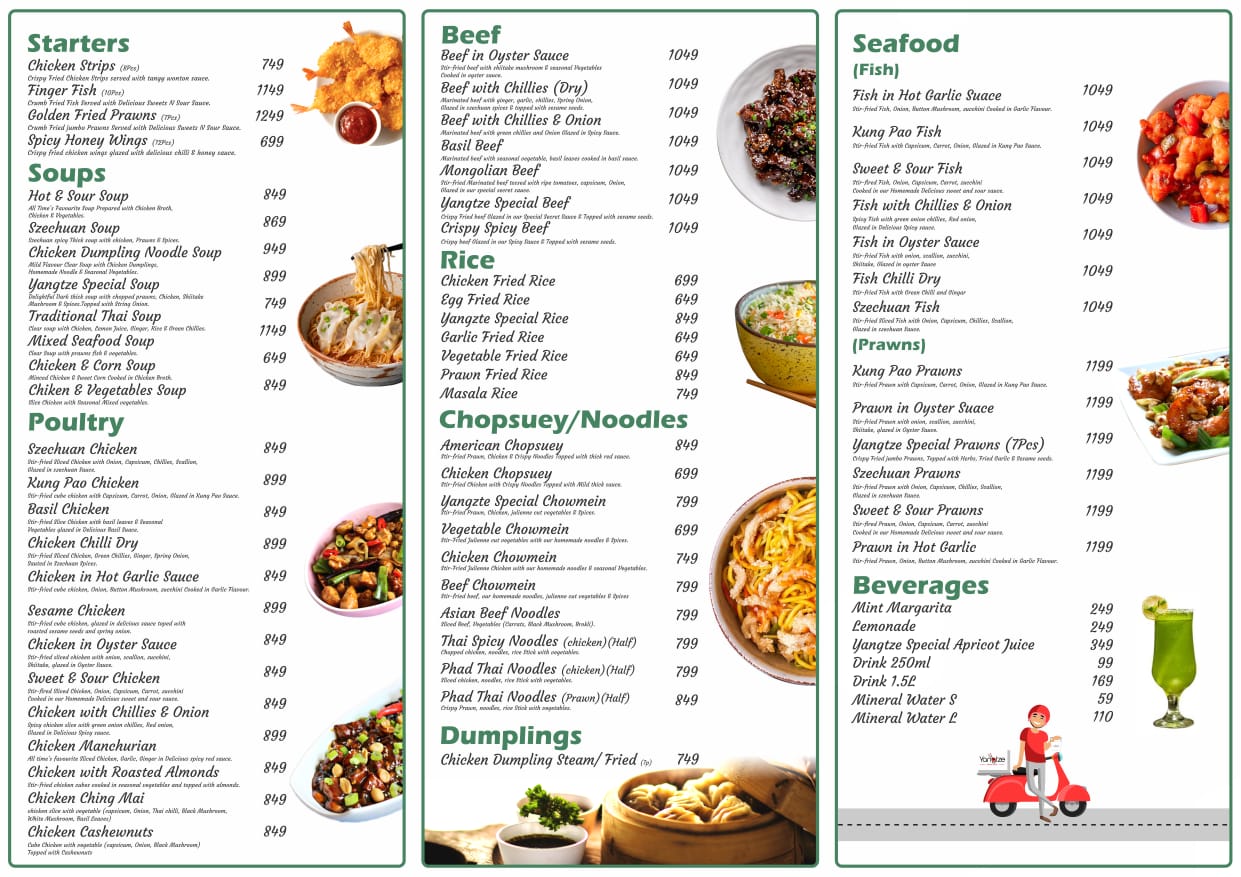 Starters
Chicken Strips (8Pcs) 749
Crispy Fried Chicken Strips served with tangy wonton sauce.
Finger Fish (10Pcs) 1149
Crumb Fried Fish Served with Delicious Sweets N Sour Sauce.
Golden Fried Prawns (7Pcs) 1249
Crumb Fried jumbo Prawns Served with Delicious Sweets N Sour Sauce.
Spicy Honey Wings (12Pcs) 699
Crispy fried chicken wings glazed with delicious chilli & honey sauce.
Soups
Hot & Sour Soup 849
All Time's Favourite Soup Prepared with Chicken Broth,
Chicken & Vegetables.
Szechuan Soup 869
Szechuan spicy Thick soup with chicken, Prawns & Spices.
Chicken Dumpling Noodle Soup 949
Mild Flavour Clear Soup with Chicken Dumplings,
Homemade Noodle & Seasonal Vegetables.
Yangtze Special Soup 899
Delightful Dark thick soup with chopped prawns, Chicken, Shiitake
Mushroom & Spices.Topped with String Onion.
Traditional Thai Soup 749
Clear soup with Chicken, Lemon Juice, Ginger, Rice & Green Chillies.
Mixed Seafood Soup 1149
Clear Soup with prawns fish & vegetables.
Chicken & Corn Soup 649
Minced Chicken & Sweet Corn Cooked in Chicken Broth.
Chiken & Vegetables Soup 849
Slice Chicken with Seasonal Mixed vegetables.
Poultry
Szechuan Chicken 849
Stir-fried Sliced Chicken with Onion, Capsicum, Chillies, Scallion,
Glazed in szechuan Sauce.
Kung Pao Chicken 899
Stir-fried cube chicken with Capsicum, Carrot, Onion, Glazed in Kung Pao Sauce.
Basil Chicken 849
Stir-fried Slice Chicken with basil leaves & Seasonal
Vegetables glazed in Delicious Basil Sauce.
Chicken Chilli Dry 899
Stir-fried Sliced Chicken, Green Chillies, Ginger, Spring Onion,
Sauted in Szechuan Spices.
Chicken in Hot Garlic Sauce 849
Stir-fried cube chicken, Onion, Button Mushroom, zucchini Cooked in Garlic Flavour.
Sesame Chicken 899
Stir-fried cube chicken, glazed in delicious sauce toped with
roasted sesame seeds and spring onion.
Chicken in Oyster Sauce 849
Stir-fried sliced chicken with onion, scallion, zucchini,
Shiitake, glazed in Oyster Sauce.
Sweet & Sour Chicken 849
Stir-fired Sliced Chicken, Onion, Capsicum, Carrot, zucchini
Cooked in our Homemade Delicious sweet and sour sauce.
Chicken with Chillies & Onion 849
Spicy chicken slice with green onion chillies, Red onion,
Glazed in Delicious Spicy Sauce.
Chicken Manchurian 899
All time's favourite Sliced Chicken, Garlic, Ginger in Delicious spicy red sauce.
Chicken with Roasted Almonds 849
Stir-fried chicken cubes cooked in seasonal vegetables and topped with almonds.
Chicken Ching Mai 849
chicken slice with vegetable (capsicum, Onion, Thai chilli, Black Mushroom,
White Mushroom, Basil Leaves)
Chicken Cashewnuts 849
Cube Chicken with vegetable (capsicum, Onion, Black Mushroom)
Topped with Cashewnuts
Beef
Beef in Oyster Sauce 1049
Stir-fried beef with shiitake mushroom & seasonal Vegetables
Cooked in oyster sauce.
Beef with Chillies (Dry) 1049
Marinated beef with ginger, garlic, chillies, Spring Onion,
Glazed in szechuan spices & topped with sesame seeds.
Beef with Chillies & Onion 1049
Marinated beef with green chillies and Onion Glazed in Spicy Sauce.
Basil Beef 1049
Marinated beef with seasonal vegetable, basil leaves cooked in basil sauce.
Mongolian Beef 1049
Stir-fried Marinated beef tossed with ripe tomatoes, capsicum, Onion,
Glazed in our special secret sauce.
Yangtze Special Beef 1049
Crispy Fried beef Glazed in our Special Secret Sauce & Topped with sesame seeds.
Crispy Spicy Beef 1049
Crispy beef Glazed in our Spicy Sauce & Topped with sesame seeds.
Rice
Chicken Fried Rice 699
Egg Fried Rice 649
Yangzte Special Rice 849
Garlic Fried Rice 649
Vegetable Fried Rice 649
Prawn Fried Rice 849
Masala Rice 749
Chopsuey/Noodles
American Chopsuey 849
Stir-fried Prawn, Chicken & Crispy Noodles Topped with thick red sauce.
Chicken Chopsuey 699
Stir-fried Chicken with Crispy Noodles Topped with Mild thick sauce.
Yangzte Special Chowmein 799
Stir-fried Prawn, Chicken, julienne cut vegetables & Spices.
Vegetable Chowmein 699
Stir-Fried Julienne cut vegetables with our homemade noodles & Spices.
Chicken Chowmein 749
Stir-Fried Julienne Chicken with our homemade noodles & seasonal Vegetables.
Beef Chowmein 799
Stir-fried beef, our homemade noodles, julienne cut vegetables & Spices
Asian Beef Noodles 799
Sliced Beef, Vegetables (Carrots, Black Mushroom, Brokli).
Thai Spicy Noodles (chicken)(Half) 799
Chopped chicken, noodles, rice Stick with vegetables.
Phad Thai Noodles (chicken)(Half) 799
Sliced chicken, noodles, rice Stick with vegetables.
Phad Thai Noodles (Prawn)(Half) 849
Crispy Prawn, noodles, rice Stick with vegetables.
Dumplings
Chicken Dumpling Steam/ Fried (7p) 749
Seafood
(Fish)
Fish in Hot Garlic Suace 1049
Stir-fried Fish, Onion, Button Mushroom, zucchini Cooked in Garlic Flavour.
Kung Pao Fish 1049
Stir-fried Fish with Capsicum, Carrot, Onion, Glazed in Kung Pao Sauce.
Sweet & Sour Fish 1049
Stir-fired Fish, Onion, Capsicum, Carrot, zucchini
Cooked in our Homemade Delicious sweet and sour sauce.
Fish with Chillies & Onion 1049
Spicy Fish with green onion chillies, Red onion,
Glazed in Delicious Spicy sauce.
Fish in Oyster Sauce 1049
Stir-fried Fish with onion, scallion, zucchini,
Shiitake, Glazed in oyster Sauce
Fish Chilli Dry 1049
Stir-fried Fish with Green Chilli and Gingar
Szechuan Fish 1049
Stir-fried Sliced Fish with Onion, Capsicum, Chillies, Scallion,
Glazed in szechuan Sauce.
(Prawns)
Kung Pao Prawns 1199
Stir-fried Prawn with Capsicum, Carrot, Onion, Glazed in Kung Pao Sauce.
Prawn in Oyster Suace 1199
Stir-fried Prawn with onion, scallion, zucchini,
Shiitake, glazed in Oyster Sauce.
Yangtze Special Prawns (7Pcs) 1199
Crispy Fried jumbo Prawns, Topped with Herbs, Fried Garlic & Sesame seeds.
Szechuan Prawns 1199
Stir-fried Prawn with Onion, Capsicum, Chillies, Scallion,
Glazed in szechuan Sauce.
Sweet & Sour Prawns 1199
Stir-fired Prawn, Onion, Capsicum, Carrot, zucchini
Cooked in our Homemade Delicious sweet and sour sauce.
Prawn in Hot Garlic 1199
Stir-fried Prawn, Onion, Button Mushroom, zucchini Cooked in Garlic Flavour.
Beverages
Mint Margarita 249
Lemonade 249
Yangtze Special Apricot Juice 349
Drink 250ml 99
Drink 1.5L 169
Mineral Water S 59
Mineral Water L 110
Yangtze